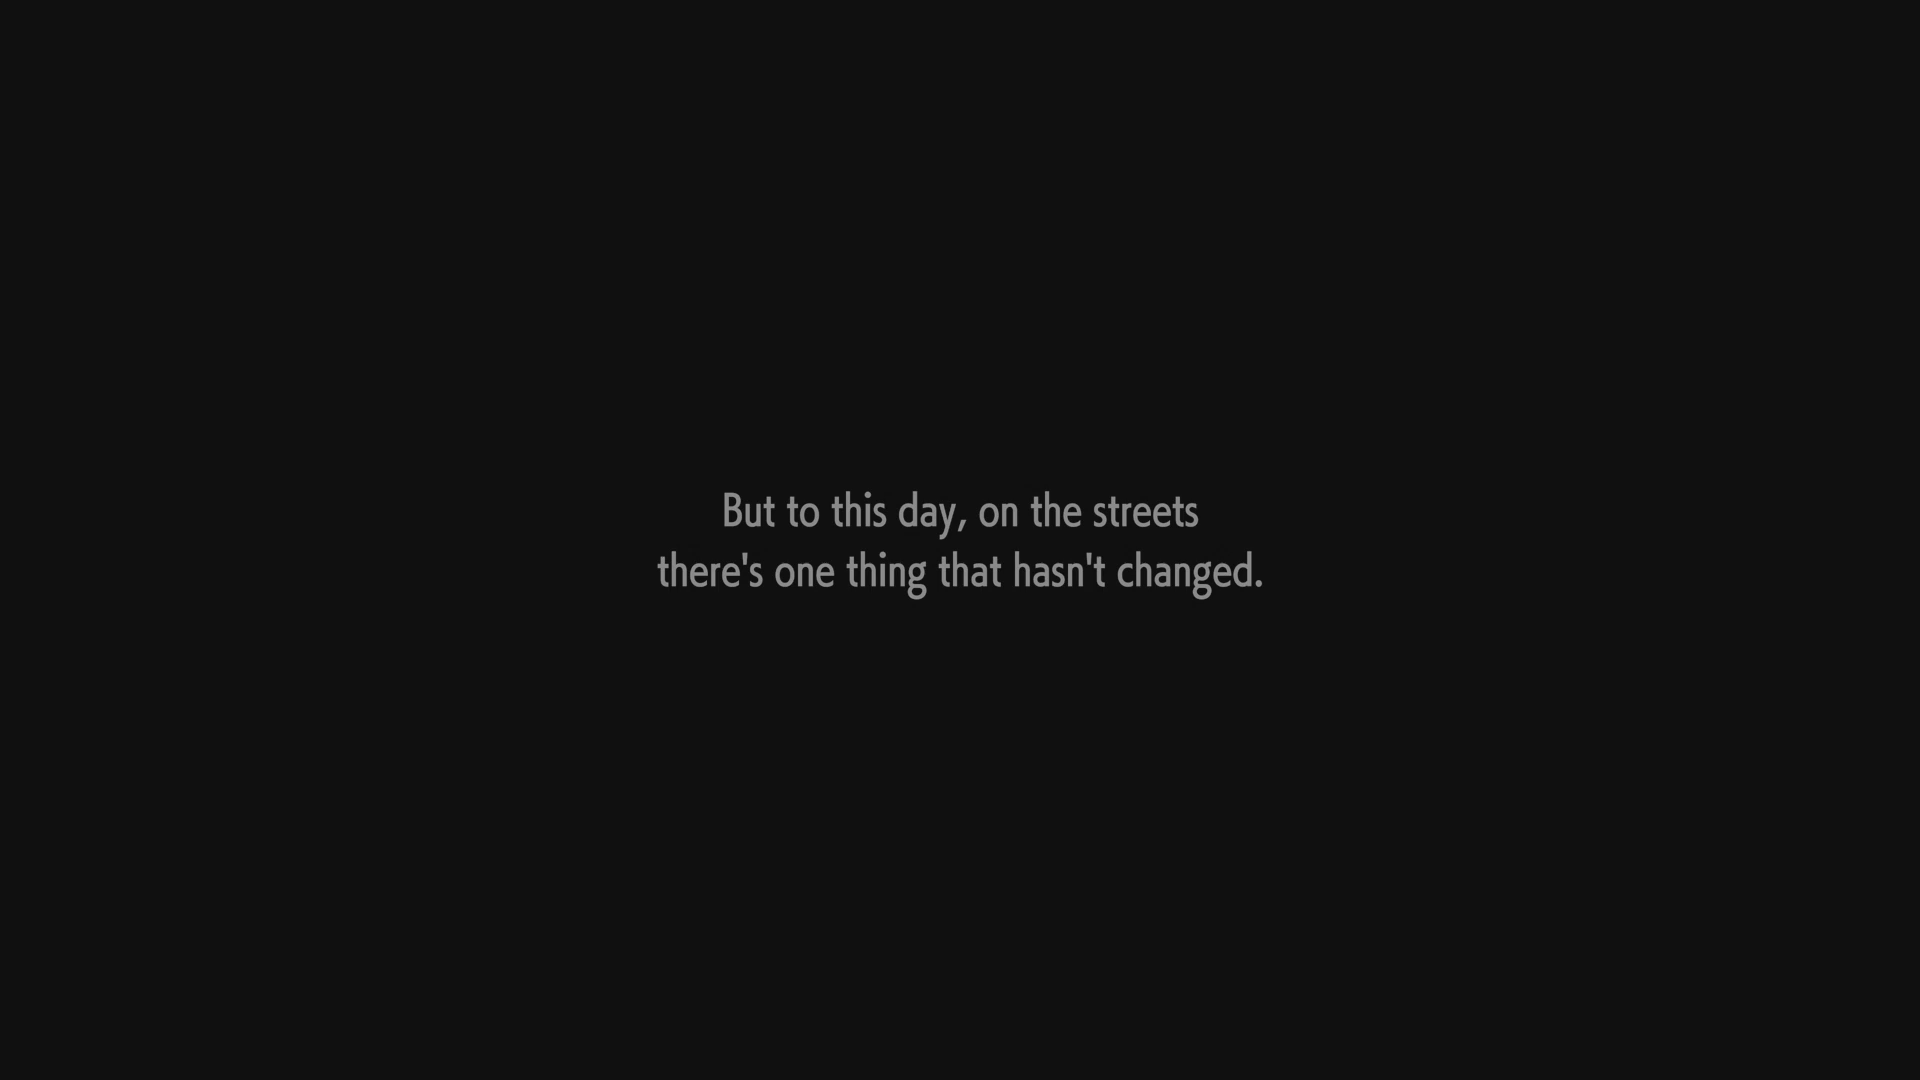 But to this day, on the streets
there's one thing that hasn't changed.